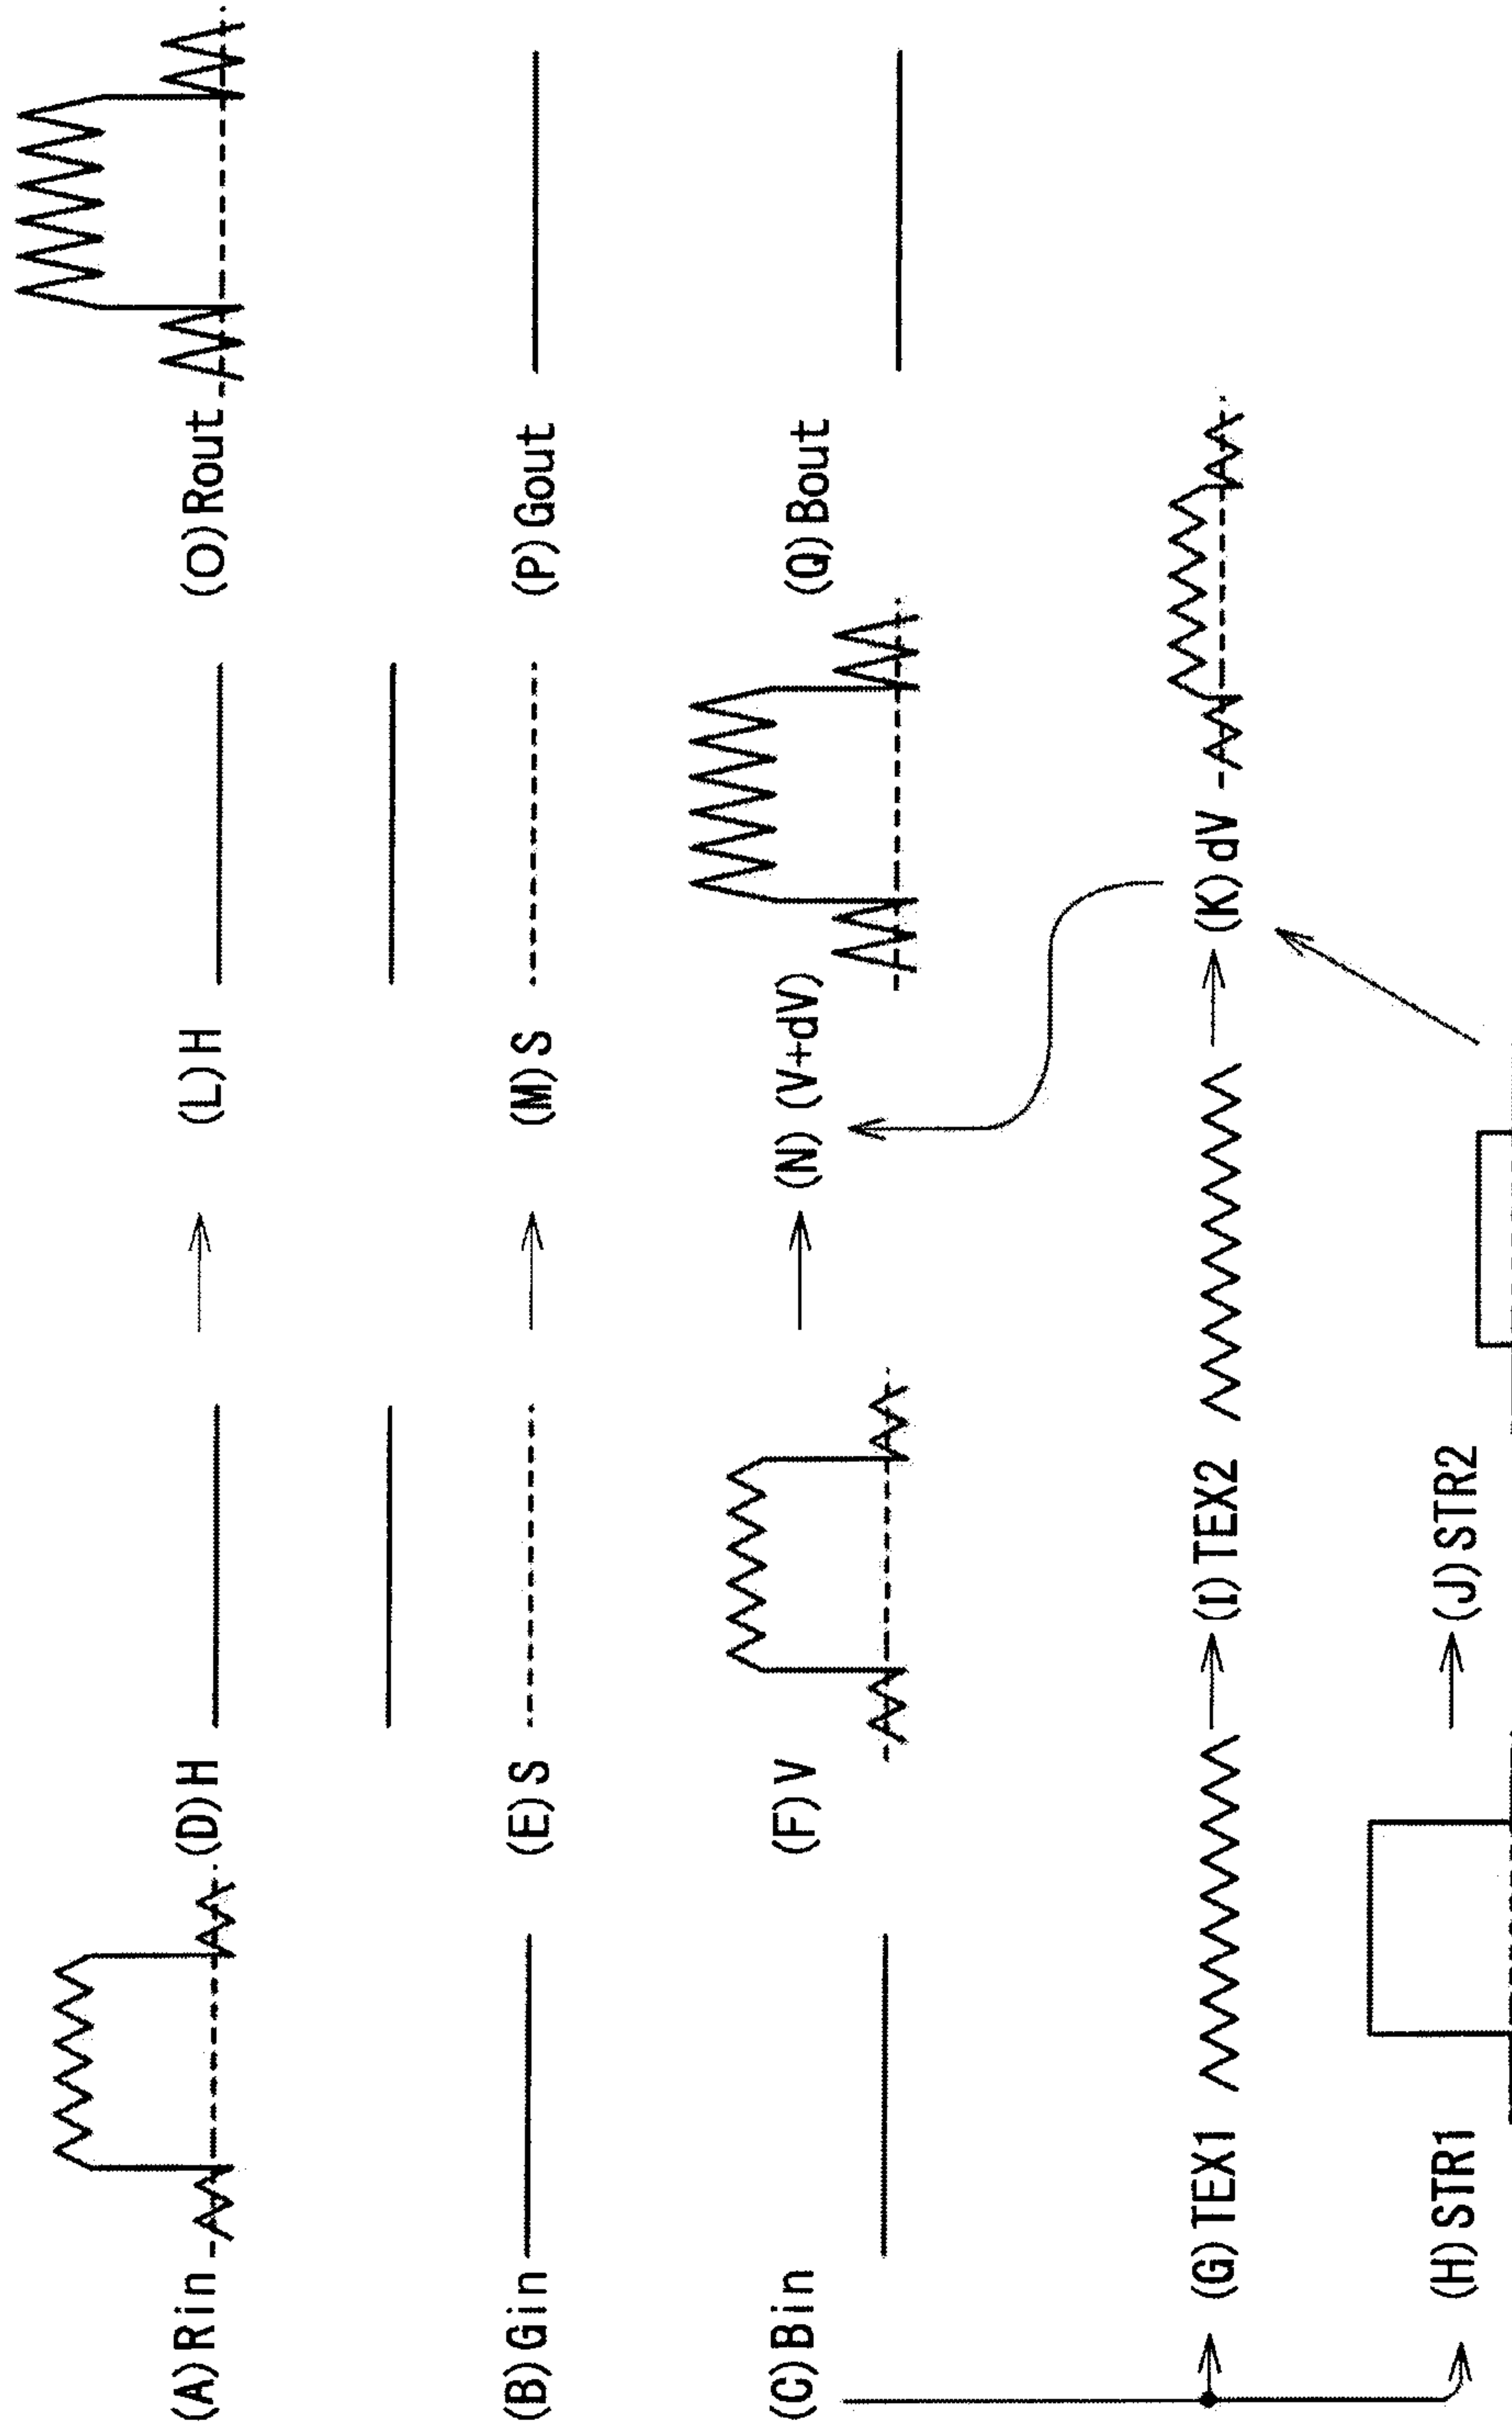 (A)Rin
(B)Gin
(C)Bin
(D)H
(E)S
(F)V
(G)TEX1
(H)STR1
(I)TEX2
(J)STR2
(K)dV
(L)H
(M)S
(N)(V+dV)
(O)Rout
(P)Gout
(Q)Bout